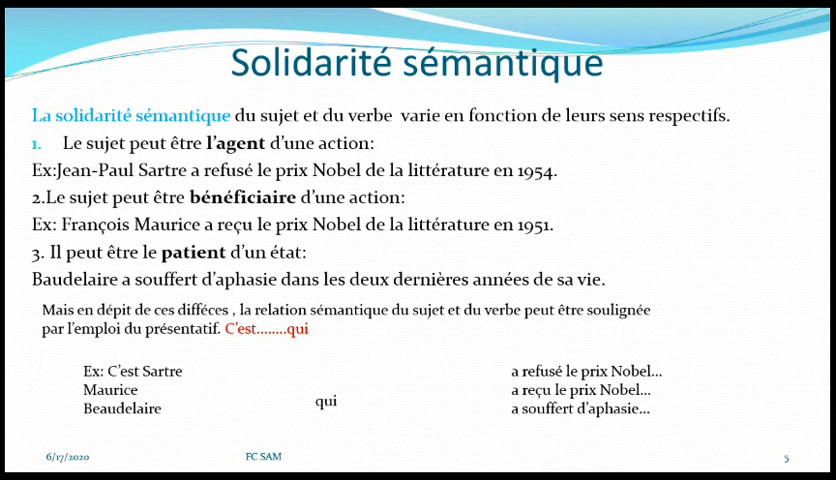 Solidarité sémantique
La solidarité sémantique du sujet et du verbe varie en fonction de leurs sens respectifs.
1. Le sujet peut être l'agent d'une action:
Ex:Jean-Paul Sartre a refusé le prix Nobel de la littérature en 1954.
2.Le sujet peut être bénéficiaire d'une action:
Ex: François Maurice a reçu le prix Nobel de la littérature en 1951.
3. Il peut être le patient d'un état:
Baudelaire a souffert d'aphasie dans les deux dernières années de sa vie.
Mais en dépit de ces différes , la relation sémantique du sujet et du verbe peut être soulignée
par l'emploi du présentatif. C'est........qui
Ex: C'est Sartre a refusé le prix Nobel...
Maurice a reçu le prix Nobel...
qui
Beaudelaire a souffert d'aphasie...
6/17/2020 FC SAM 5